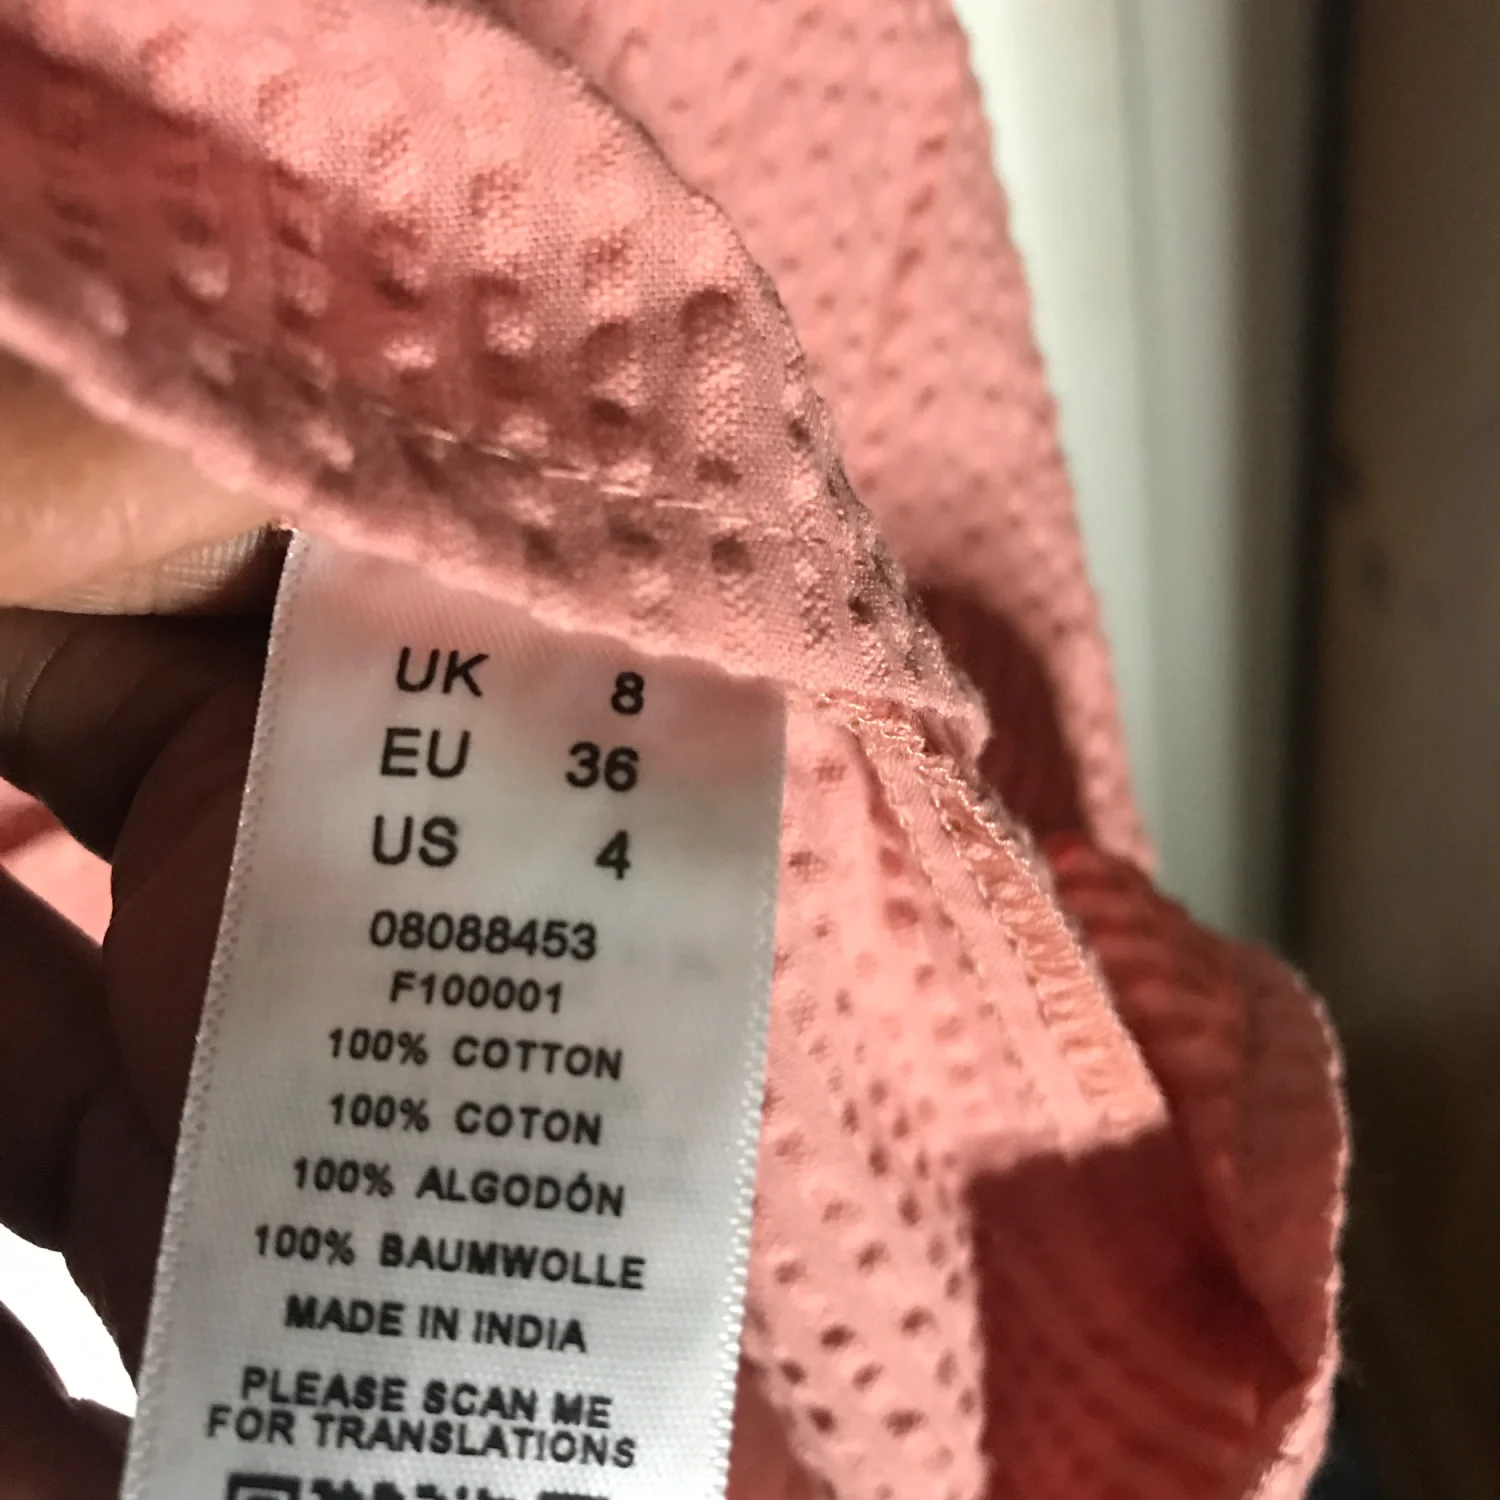 UK 8
EU 36
US 4
08088453
F100001
100% COTTON
100% COTON
100% ALGODÓN
100% BAUMWOLLE
MADE IN INDIA
PLEASE SCAN ME
FOR TRANSLATIONS